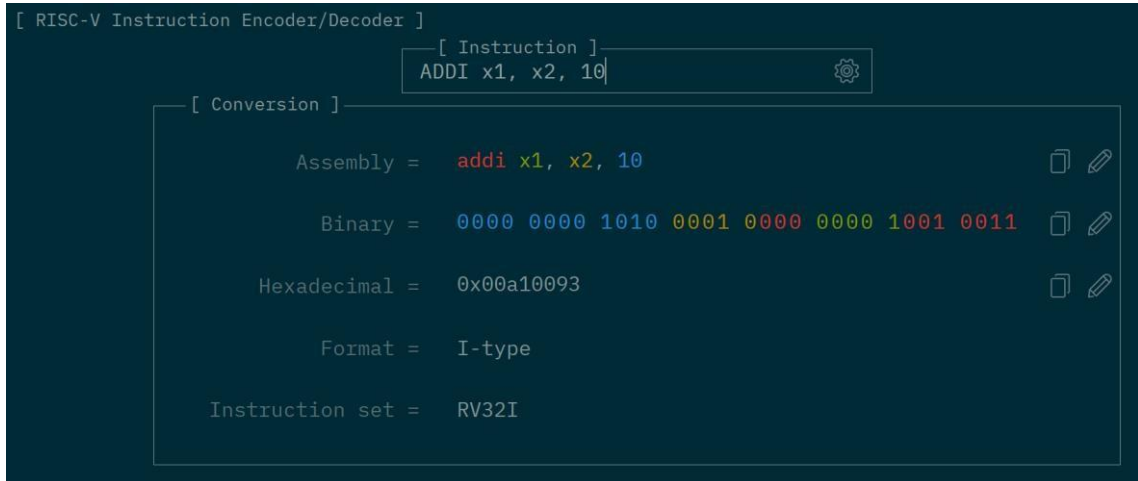 [ RISC-V Instruction Encoder/Decoder ]
[ Instruction ]
ADDI x1, x2, 10
[ Conversion ]
Assembly = addi x1, x2, 10
Binary = 0000 0000 1010 0001 0000 0000 1001 0011
Hexadecimal = 0x00a10093
Format = I-type
Instruction set = RV32I